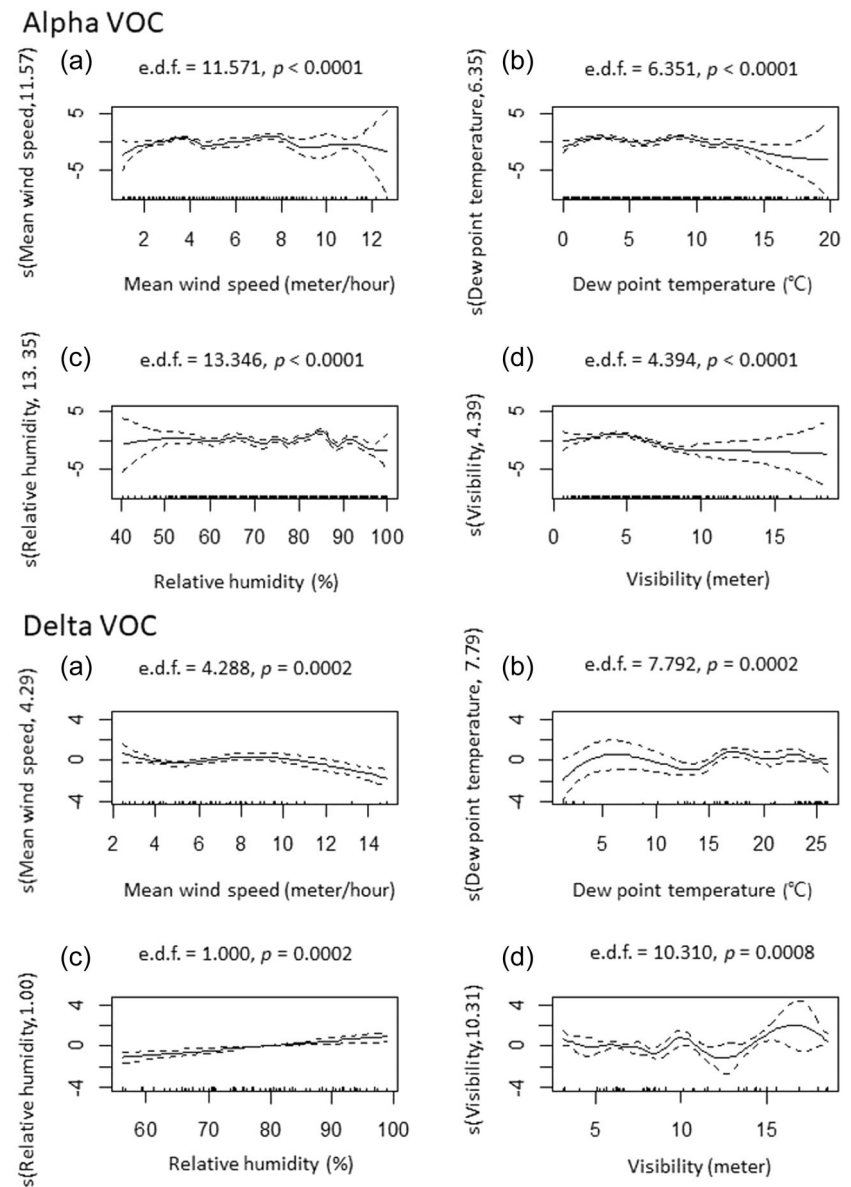 Alpha VOC
(a)
e.d.f. = 11.571, p < 0.0001
s(Mean wind speed,11.57)
5
-5
2 4 6 8 10 12
Mean wind speed (meter/hour)
(b)
e.d.f. = 6.351, p < 0.0001
s(Dew point temperature,6.35)
5
-5
0 5 10 15 20
Dew point temperature (℃)
(c)
e.d.f. = 13.346, p < 0.0001
s(Relative humidity, 13. 35)
5
-5
40 50 60 70 80 90 100
Relative humidity (%)
(d)
e.d.f. = 4.394, p < 0.0001
s(Visibility, 4.39)
5
-5
0 5 10 15
Visibility (meter)
Delta VOC
(a)
e.d.f. = 4.288, p = 0.0002
s(Mean wind speed, 4.29)
4
0
4
2 4 6 8 10 12 14
Mean wind speed (meter/hour)
(b)
e.d.f. = 7.792, p = 0.0002
s(Dew point temperature, 7.79)
4
0
4
5 10 15 20 25
Dew point temperature (℃)
(c)
e.d.f. = 1.000, p = 0.0002
s(Relative humidity,1.00)
4
0
-4
60 70 80 90 100
Relative humidity (%)
(d)
e.d.f. = 10.310, p = 0.0008
s(Visibility,10.31)
4
0
-4
5 10 15
Visibility (meter)